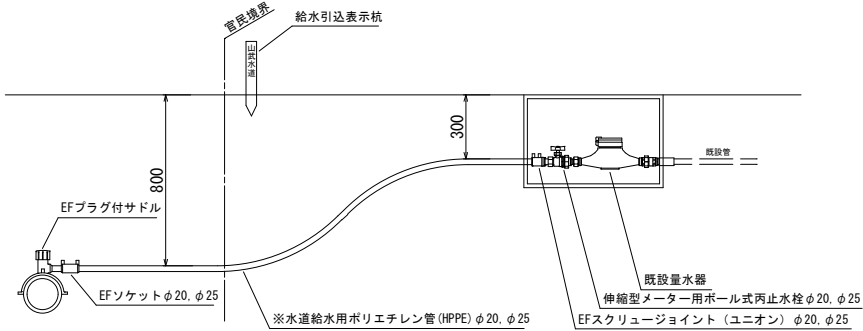 官民境界
給水引込表示杭
山武水道
300
800
既設管
EFプラグ付サドル
既設量水器
EFソケットφ20, φ25
伸縮型メーター用ボール式丙止水栓φ20, φ25
※水道給水用ポリエチレン管(HPPE)φ20, φ25
EFスクリュージョイント（ユニオン）φ20, φ25